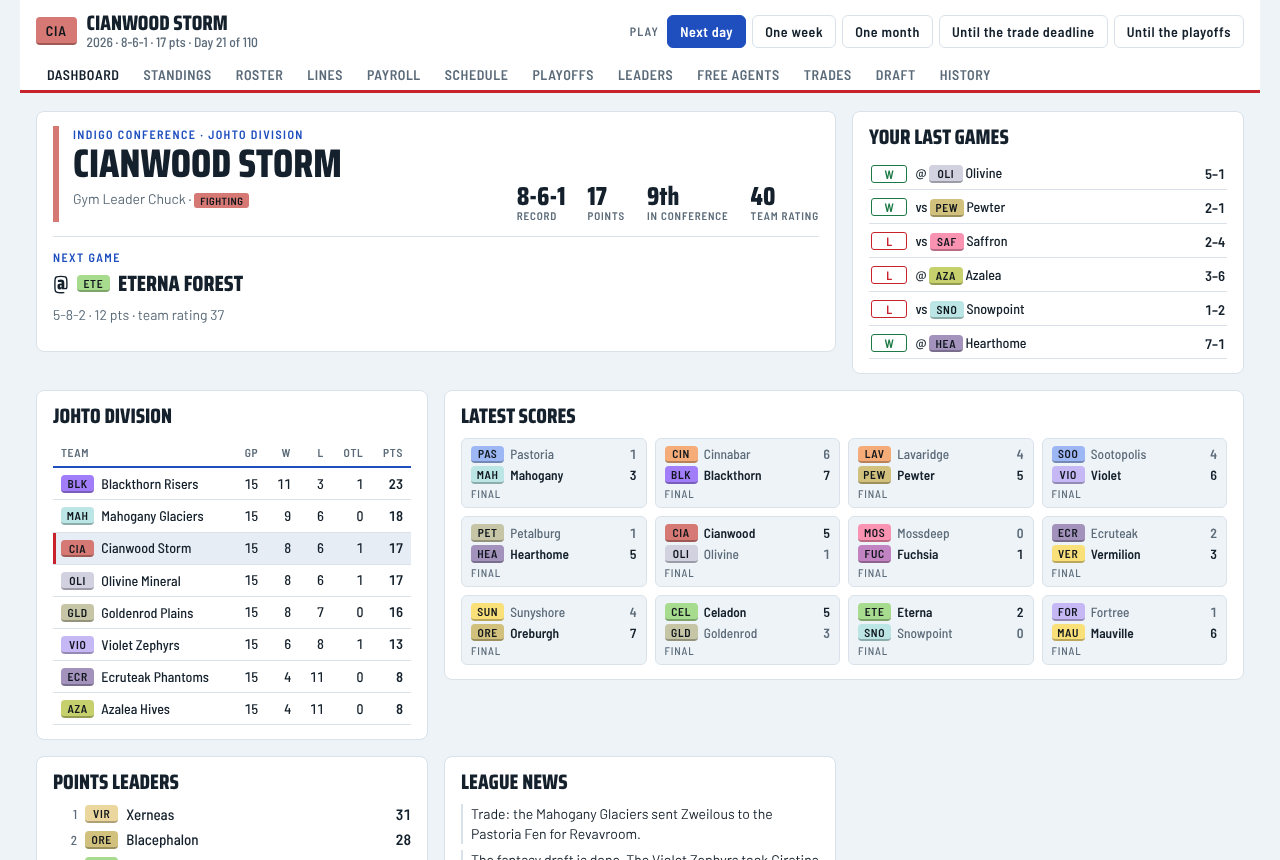 CIA
CIANWOOD STORM
2026 · 8-6-1 · 17 pts · Day 21 of 110
PLAY Next day One week One month Until the trade deadline Until the playoffs
DASHBOARD STANDINGS ROSTER LINES PAYROLL SCHEDULE PLAYOFFS LEADERS FREE AGENTS TRADES DRAFT HISTORY
INDIGO CONFERENCE · JOHTO DIVISION
CIANWOOD STORM
Gym Leader Chuck · FIGHTING
8-6-1 17 9th 40
RECORD POINTS IN CONFERENCE TEAM RATING
NEXT GAME
@ ETE ETERNA FOREST
5-8-2 · 12 pts · team rating 37
YOUR LAST GAMES
W @ OLI Olivine 5-1
W vs PEW Pewter 2-1
L vs SAF Saffron 2-4
L @ AZA Azalea 3-6
L vs SNO Snowpoint 1-2
W @ HEA Hearthome 7-1
JOHTO DIVISION
TEAM GP W L OTL PTS
BLK Blackthorn Risers 15 11 3 1 23
MAH Mahogany Glaciers 15 9 6 0 18
CIA Cianwood Storm 15 8 6 1 17
OLI Olivine Mineral 15 8 6 1 17
GLD Goldenrod Plains 15 8 7 0 16
VIO Violet Zephyrs 15 6 8 1 13
ECR Ecruteak Phantoms 15 4 11 0 8
AZA Azalea Hives 15 4 11 0 8
LATEST SCORES
PAS Pastoria 1
MAH Mahogany 3
FINAL
CIN Cinnabar 6
BLK Blackthorn 7
FINAL
LAV Lavaridge 4
PEW Pewter 5
FINAL
SOO Sootopolis 4
VIO Violet 6
FINAL
PET Petalburg 1
HEA Hearthome 5
FINAL
CIA Cianwood 5
OLI Olivine 1
FINAL
MOS Mossdeep 0
FUC Fuchsia 1
FINAL
ECR Ecruteak 2
VER Vermilion 3
FINAL
SUN Sunyshore 4
ORE Oreburgh 7
FINAL
CEL Celadon 5
GLD Goldenrod 3
FINAL
ETE Eterna 2
SNO Snowpoint 0
FINAL
FOR Fortree 1
MAU Mauville 6
FINAL
POINTS LEADERS
1 VIR Xerneas 31
2 ORE Blacephalon 28
LEAGUE NEWS
Trade: the Mahogany Glaciers sent Zweilous to the
Pastoria Fen for Revavroom.
The fantasy draft is done. The Violet Zephyrs took Giratina